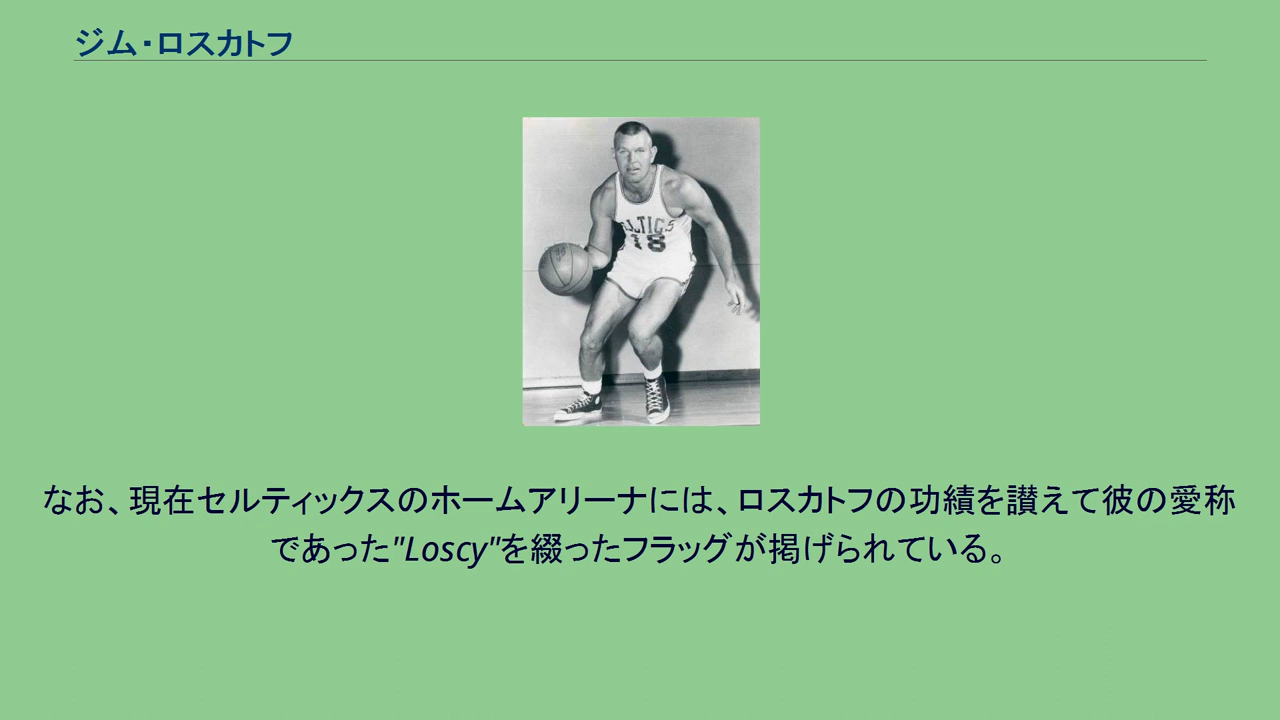 ジム・ロスカトフ
ELTICS
18
なお、現在セルティックスのホームアリーナには、ロスカトフの功績を讃えて彼の愛称
であった"Loscy"を綴ったフラッグが掲げられている。